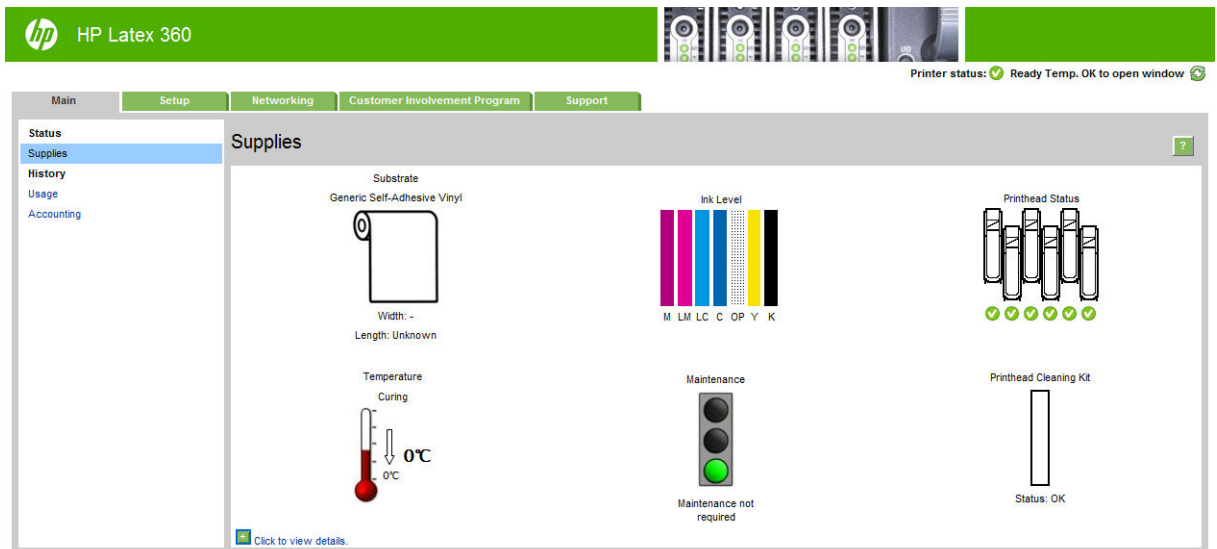 hp HP Latex 360
UID
Printer status: Ready Temp. OK to open window
Main Setup Networking Customer Involvement Program Support
Status
Supplies
History
Usage
Accounting
Supplies
?
Substrate
Generic Self-Adhesive Vinyl
Width: -
Length: Unknown
Ink Level
M LM LC C OP Y K
Printhead Status
Temperature
Curing
0℃
0℃
Maintenance
Maintenance not
required
Printhead Cleaning Kit
Status: OK
+ Click to view details.